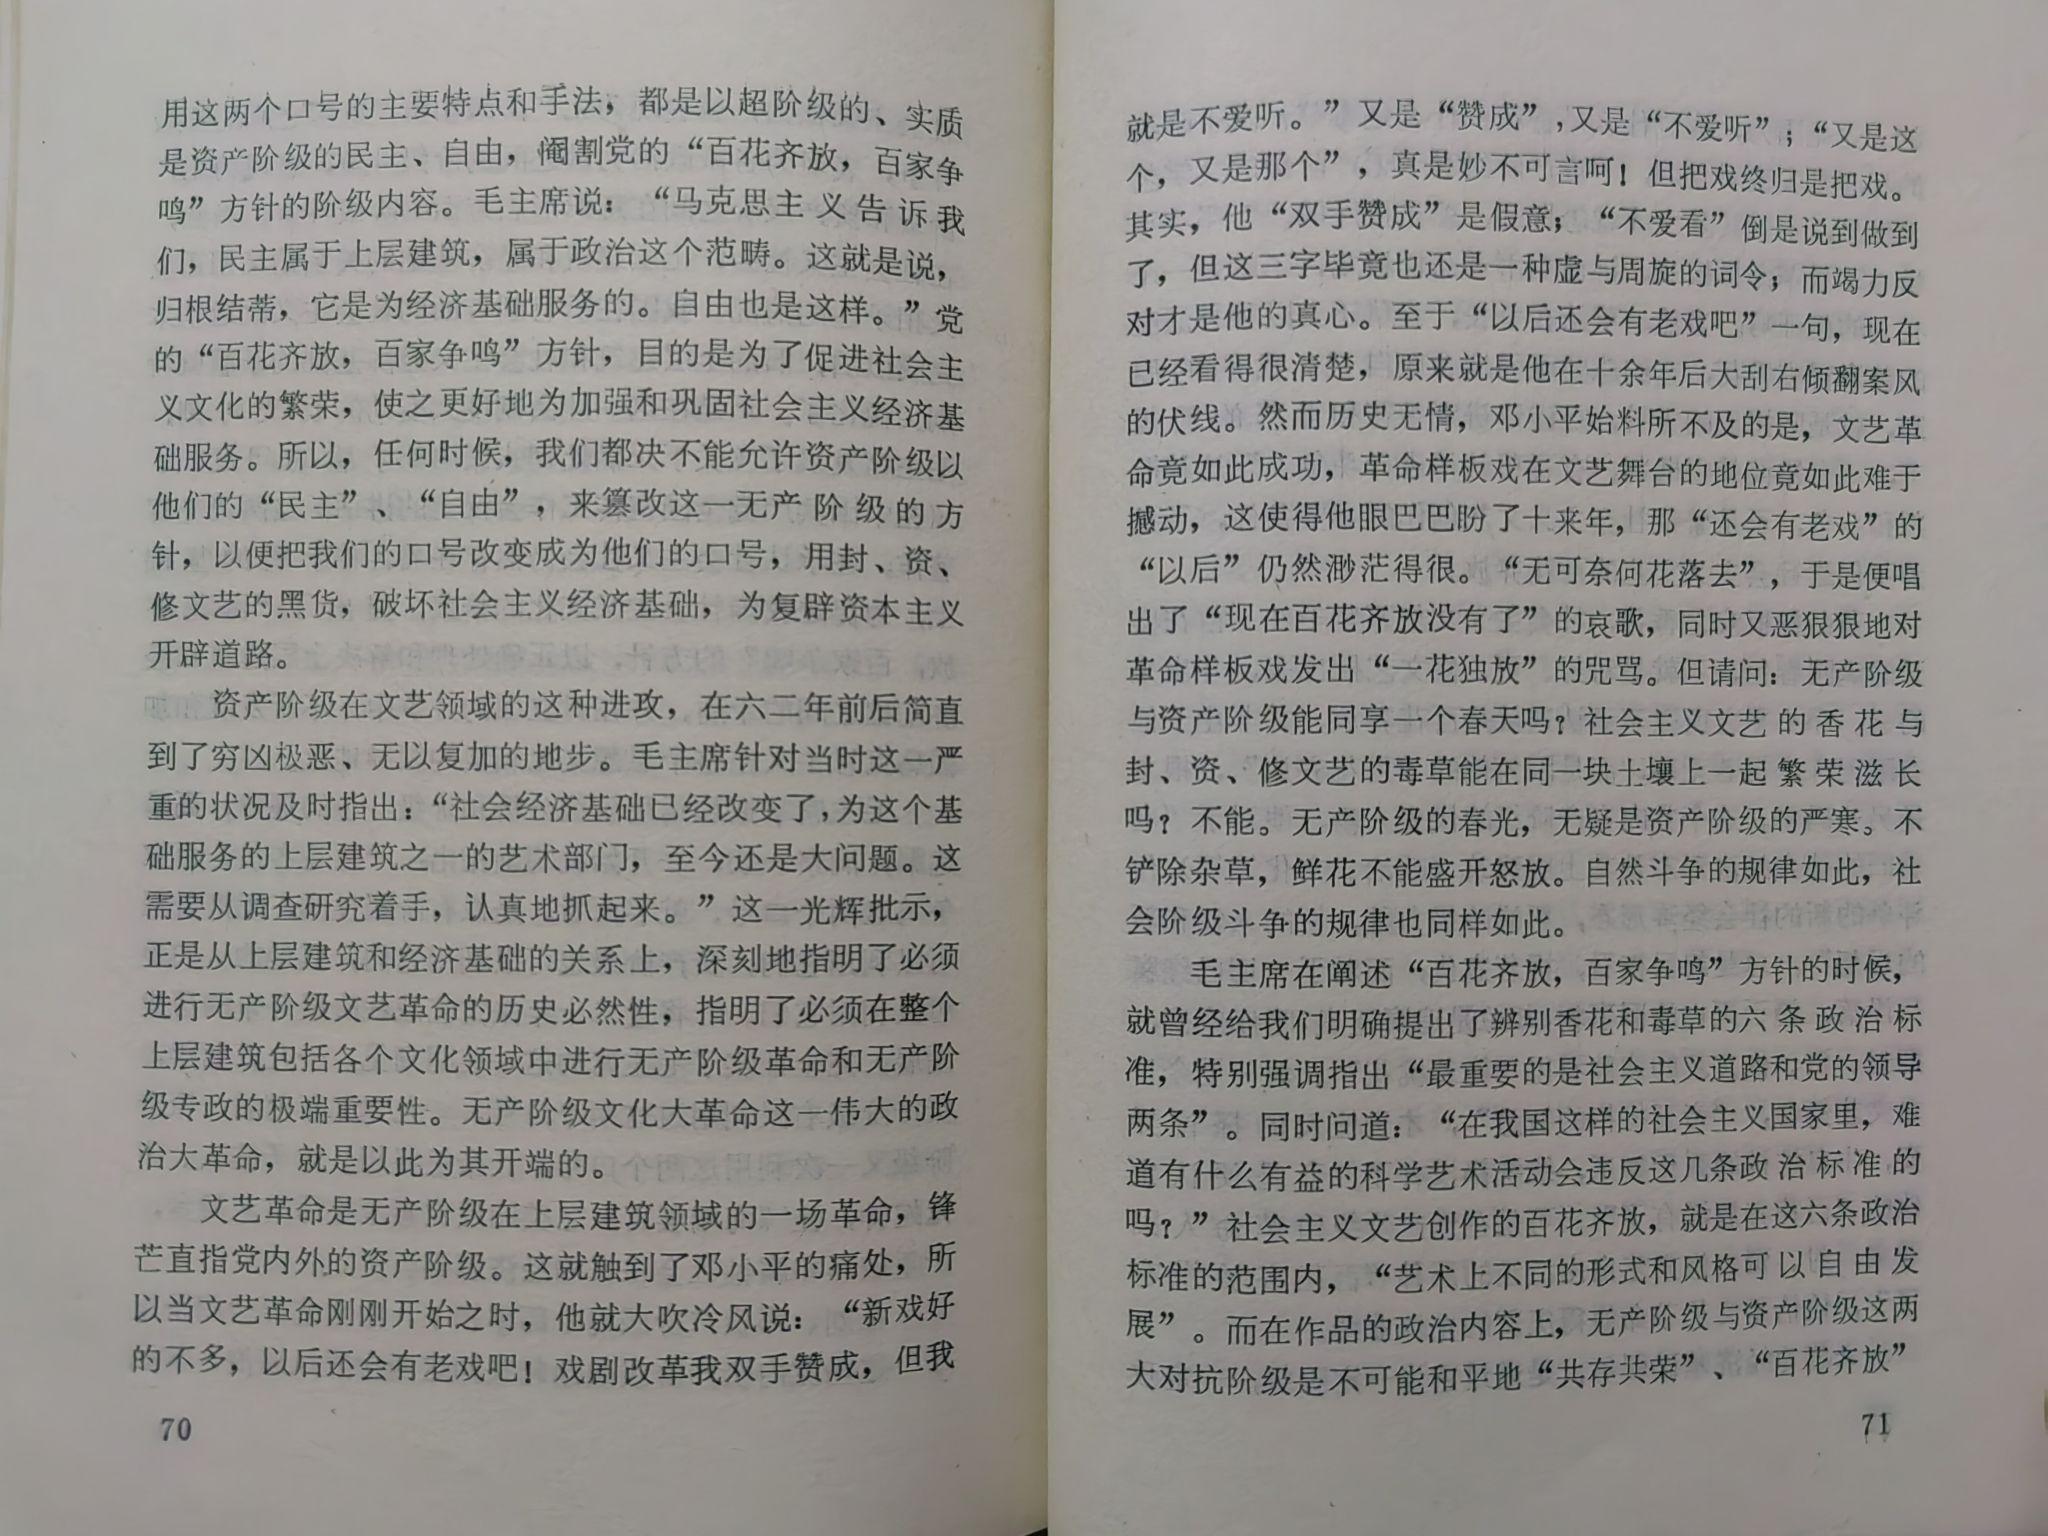 用这两个口号的主要特点和手法，都是以超阶级的、实质
是资产阶级的民主、自由，阉割党的“百花齐放，百家争
鸣”方针的阶级内容。毛主席说：“马克思主义告诉我
们，民主属于上层建筑，属于政治这个范畴。这就是说，
归根结蒂，它是为经济基础服务的。自由也是这样。”党
的“百花齐放，百家争鸣”方针，目的是为了促进社会主
义文化的繁荣，使之更好地为加强和巩固社会主义经济基
础服务。所以，任何时候，我们都决不能允许资产阶级以
他们的“民主”、“自由”，来篡改这一无产阶级的方
针，以便把我们的口号改变成为他们的口号，用封、资、
修文艺的黑货，破坏社会主义经济基础，为复辟资本主义
开辟道路。
资产阶级在文艺领域的这种进攻，在六二年前后简直
到了穷凶极恶、无以复加的地步。毛主席针对当时这一严
重的状况及时指出：“社会经济基础已经改变了，为这个基
础服务的上层建筑之一的艺术部门，至今还是大问题。这
需要从调查研究着手，认真地抓起来。”这一光辉批示，
正是从上层建筑和经济基础的关系上，深刻地指明了必须
进行无产阶级文艺革命的历史必然性，指明了必须在整个
上层建筑包括各个文化领域中进行无产阶级革命和无产阶
级专政的极端重要性。无产阶级文化大革命这一伟大的政
治大革命，就是以此为其开端的。
文艺革命是无产阶级在上层建筑领域的一场革命，锋
芒直指党内外的资产阶级。这就触到了邓小平的痛处，所
以当文艺革命刚刚开始之时，他就大吹冷风说：“新戏好
的不多，以后还会有老戏吧！戏剧改革我双手赞成，但我
70
就是不爱听。”又是“赞成”，又是“不爱听”；“又是这
个，又是那个”，真是妙不可言呵！但把戏终归是把戏。
其实，他“双手赞成”是假意；“不爱看”倒是说到做到
了，但这三字毕竟也还是一种虚与周旋的词令；而竭力反
对才是他的真心。至于“以后还会有老戏吧”一句，现在
已经看得很清楚，原来就是他在十余年后大刮右倾翻案风
的伏线。然而历史无情，邓小平始料所不及的是，文艺革
命竟如此成功，革命样板戏在文艺舞台的地位竟如此难于
撼动，这使得他眼巴巴盼了十来年，那“还会有老戏”的
“以后”仍然渺茫得很。“无可奈何花落去”，于是便唱
出了“现在百花齐放没有了”的哀歌，同时又恶狠狠地对
革命样板戏发出“一花独放”的咒骂。但请问：无产阶级
与资产阶级能同享一个春天吗？社会主义文艺的香花与
封、资、修文艺的毒草能在同一块土壤上一起繁荣滋长
吗？不能。无产阶级的春光，无疑是资产阶级的严寒。不
铲除杂草，鲜花不能盛开怒放。自然斗争的规律如此，社
会阶级斗争的规律也同样如此。
毛主席在阐述“百花齐放，百家争鸣”方针的时候，
就曾经给我们明确提出了辨别香花和毒草的六条政治标
准，特别强调指出“最重要的是社会主义道路和党的领导
两条”。同时问道：“在我国这样的社会主义国家里，难
道有什么有益的科学艺术活动会违反这几条政治标准的
吗？”社会主义文艺创作的百花齐放，就是在这六条政治
标准的范围内，“艺术上不同的形式和风格可以自由发
展”。而在作品的政治内容上，无产阶级与资产阶级这两
大对抗阶级是不可能和平地“共存共荣”、“百花齐放”
71